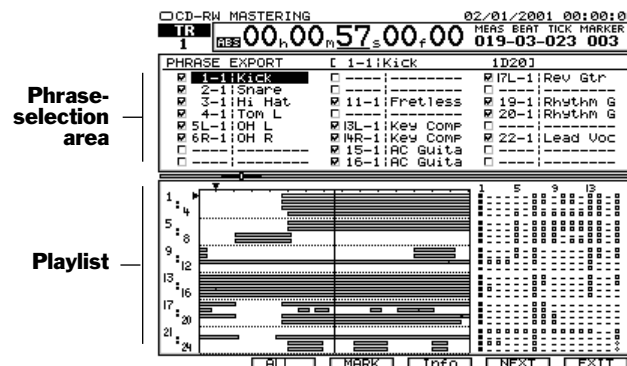 CD-RW MASTERING 02/01/2001 00:00:0
TR 1 ABS 00h00m57s00f00 MEAS BEAT TICK MARKER 019-03-023 003
PHRASE EXPORT [ 1-1¦Kick 1D20]
1-1¦Kick ----¦-------- 17L-1¦Rev Gtr
2-1¦Snare ----¦-------- ----¦--------
3-1¦Hi Hat 11-1¦Fretless 19-1¦Rhythm G
4-1¦Tom L ----¦-------- 20-1¦Rhythm G
5L-1¦OH L 13L-1¦Key Comp ----¦--------
6R-1¦OH R 14R-1¦Key Comp 22-1¦Lead Voc
----¦-------- 15-1¦AC Guita ----¦--------
----¦-------- 16-1¦AC Guita ----¦--------
Phrase-
selection
area
Playlist
1 5 9 13
1
:4
5
:8
9
:12
13
:16
17
:20
21
:24
ALL MARK Info NEXT EXIT